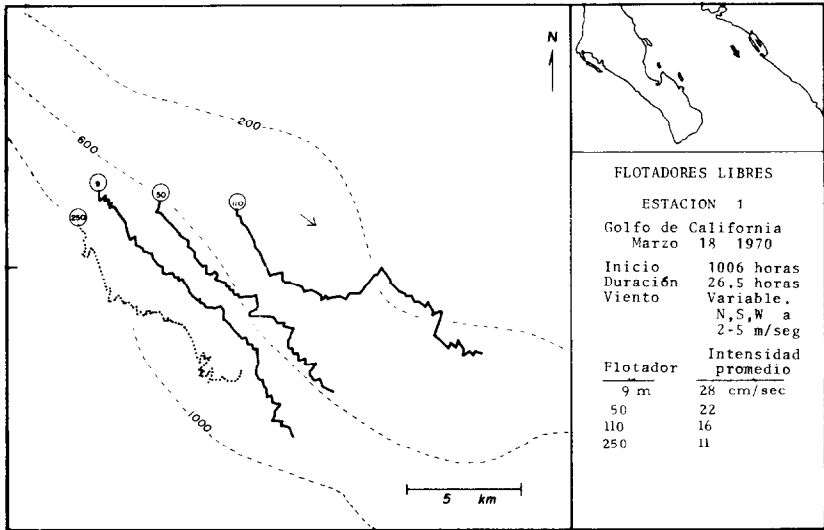 N
200
600
9
50
110
250
1000
5 km
FLOTADORES LIBRES
ESTACION 1
Golfo de California
Marzo 18 1970
Inicio 1006 horas
Duración 26.5 horas
Viento Variable.
N,S,W a
2-5 m/seg
Intensidad
Flotador promedio
9 m 28 cm/sec
50 22
110 16
250 11